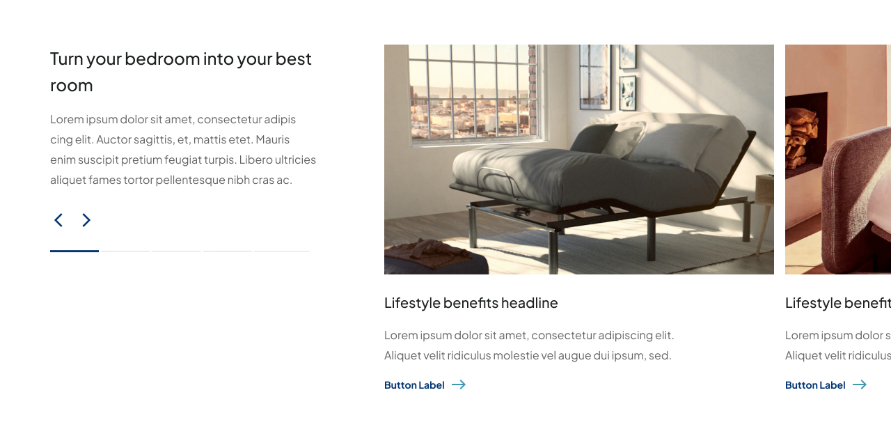 Turn your bedroom into your best
room
Lorem ipsum dolor sit amet, consectetur adipis
cing elit. Auctor sagittis, et, mattis etet. Mauris
enim suscipit pretium feugiat turpis. Libero ultricies
aliquet fames tortor pellentesque nibh cras ac.
Lifestyle benefits headline
Lorem ipsum dolor sit amet, consectetur adipiscing elit.
Aliquet velit ridiculus molestie vel augue dui ipsum, sed.
Button Label
Lifestyle benefit
Lorem ipsum dolor s
Aliquet velit ridiculus
Button Label